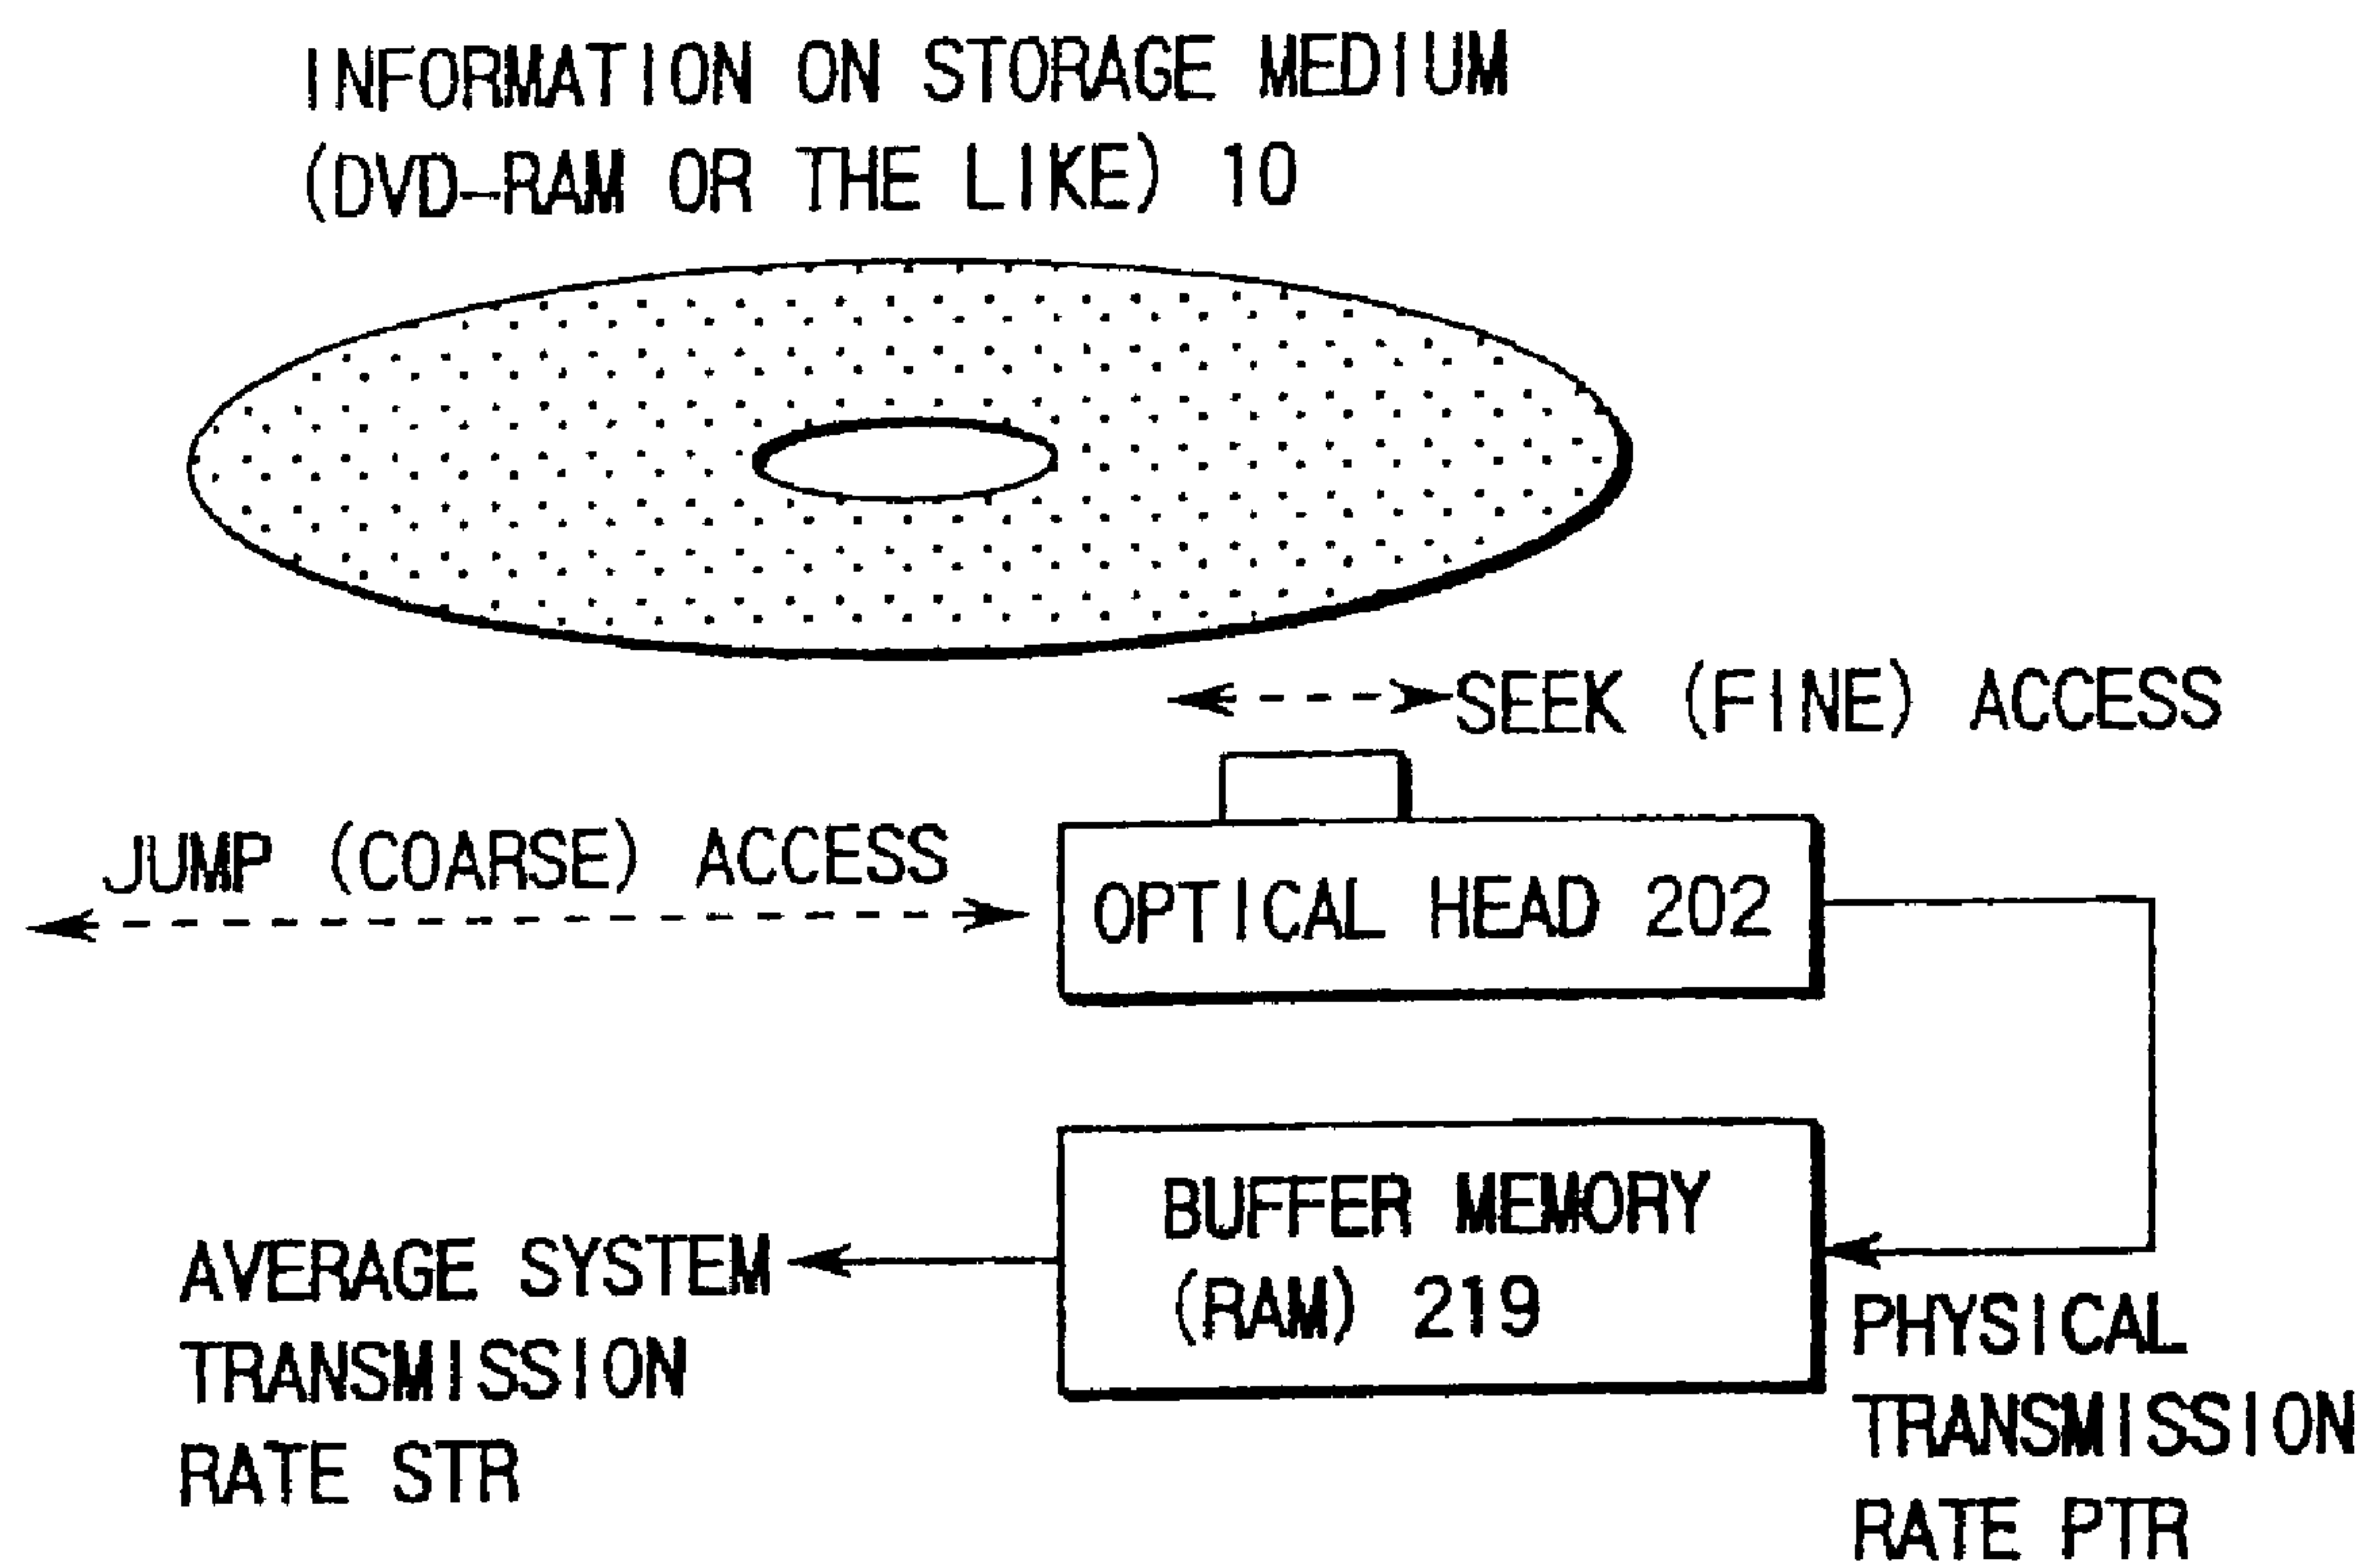 INFORMATION ON STORAGE MEDIUM
(DVD-RAM OR THE LIKE) 10
SEEK (FINE) ACCESS
JUMP (COARSE) ACCESS
OPTICAL HEAD 202
BUFFER MEMORY
(RAM) 219
AVERAGE SYSTEM
TRANSMISSION
RATE STR
PHYSICAL
TRANSMISSION
RATE PTR